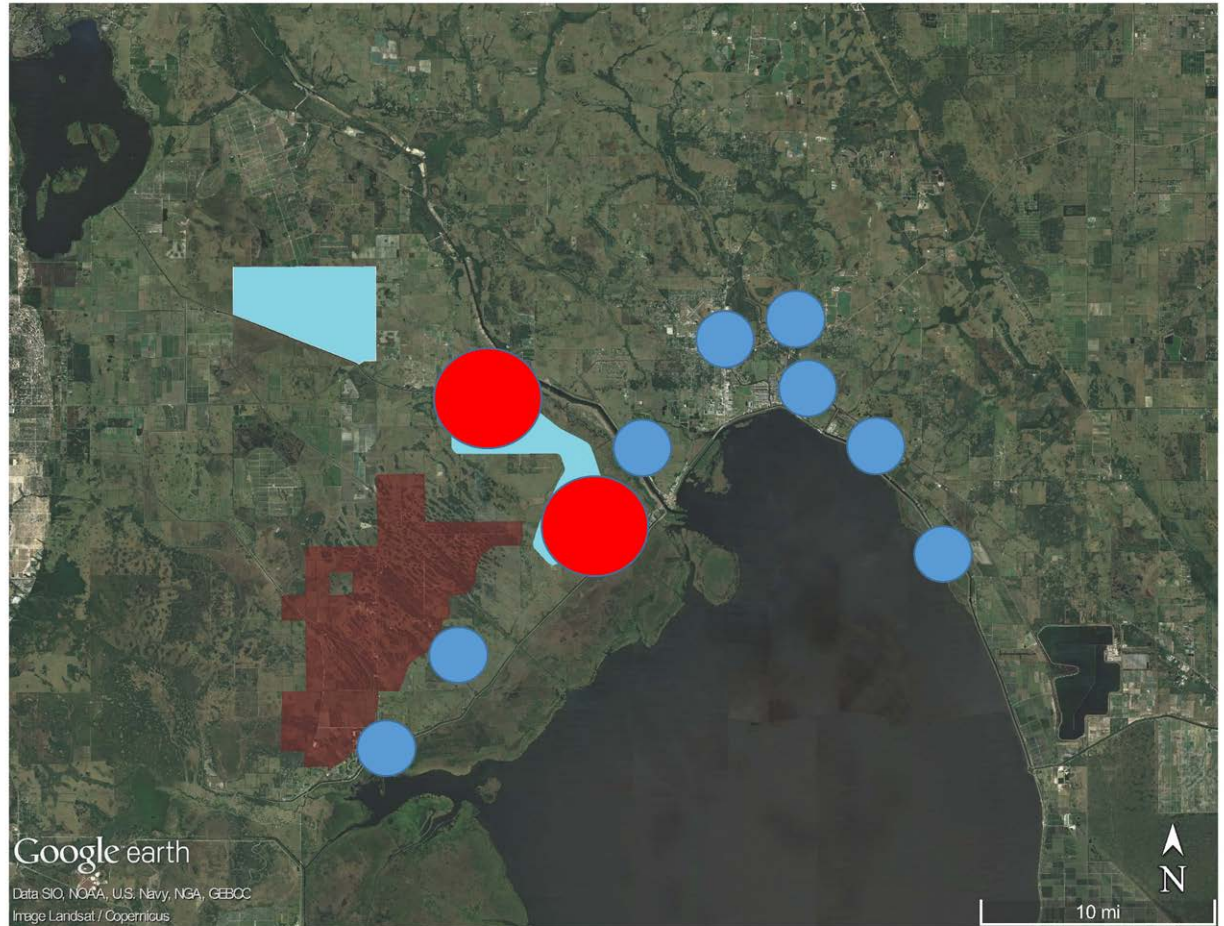 Google earth
Data SIO, NOAA, U.S. Navy, NGA, GEBCO
Image Landsat / Copernicus
N
10 mi